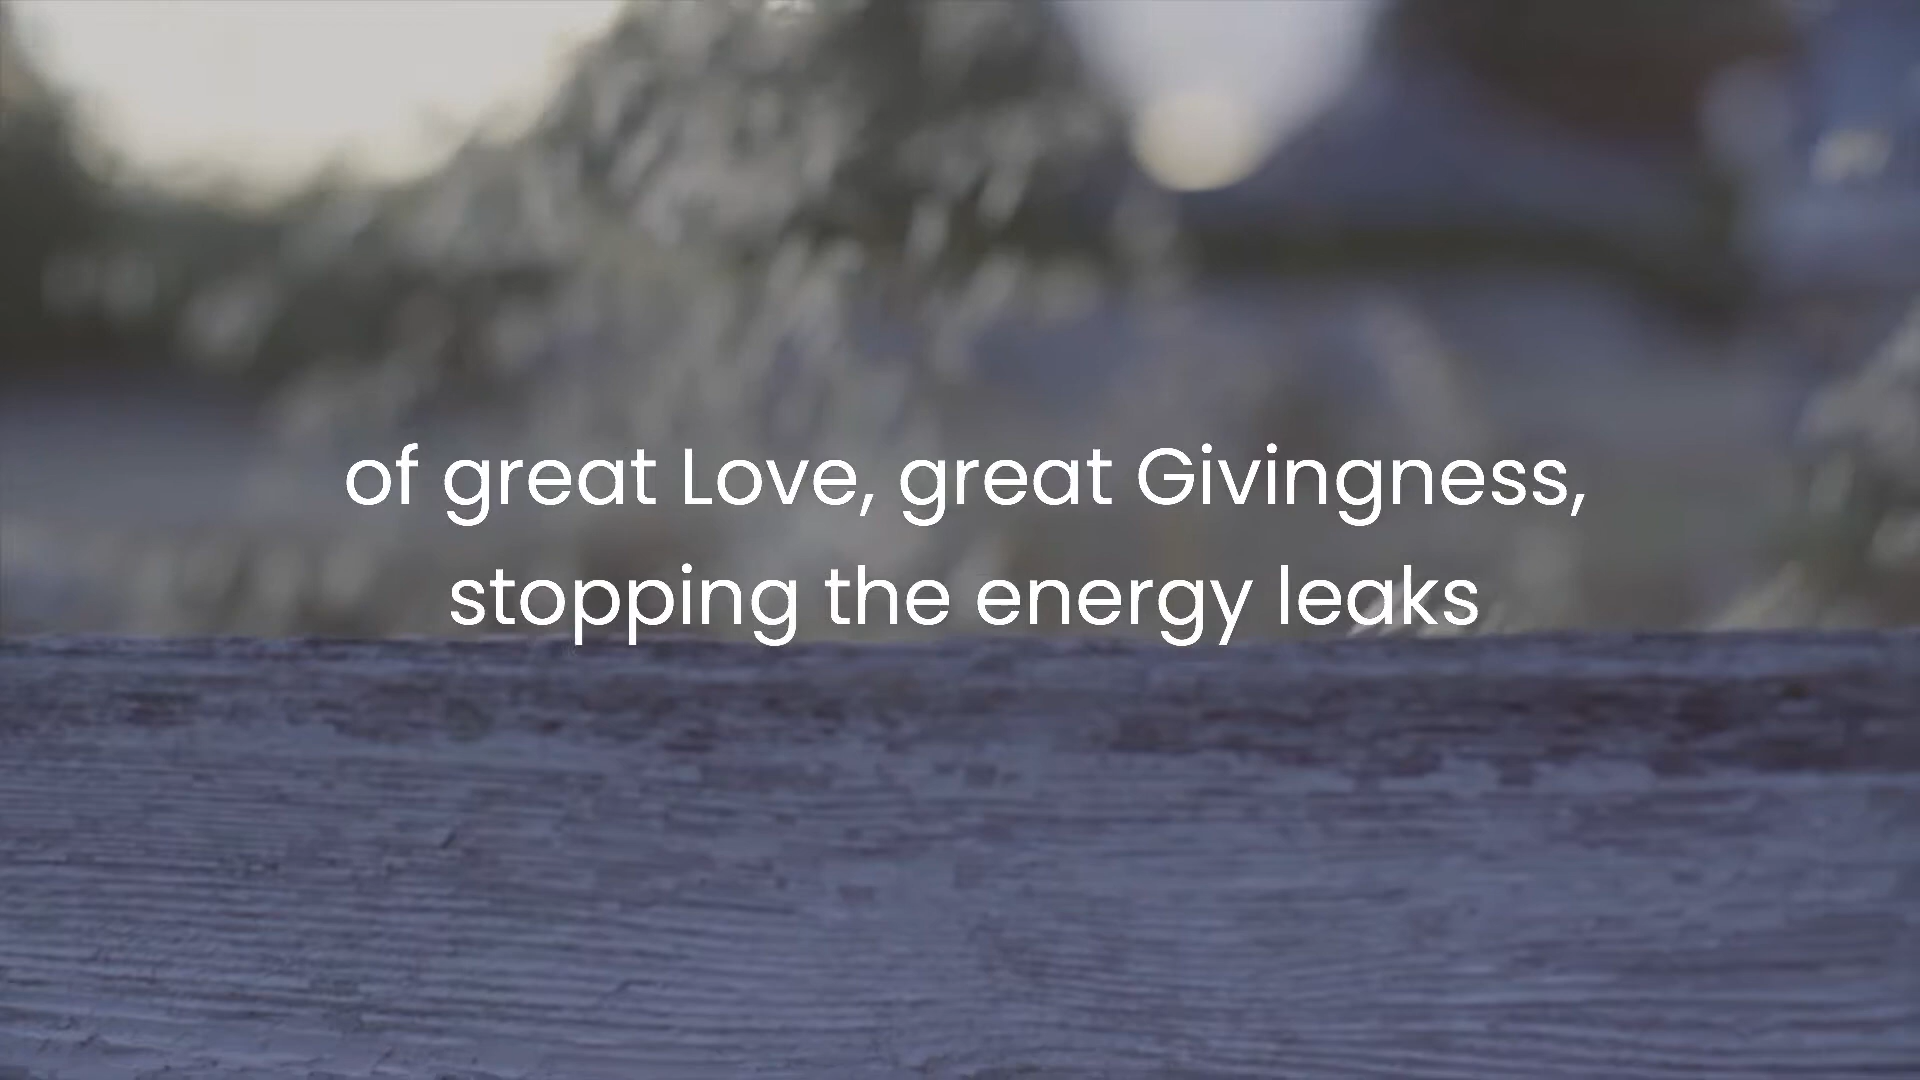 of great Love, great Givingness,
stopping the energy leaks